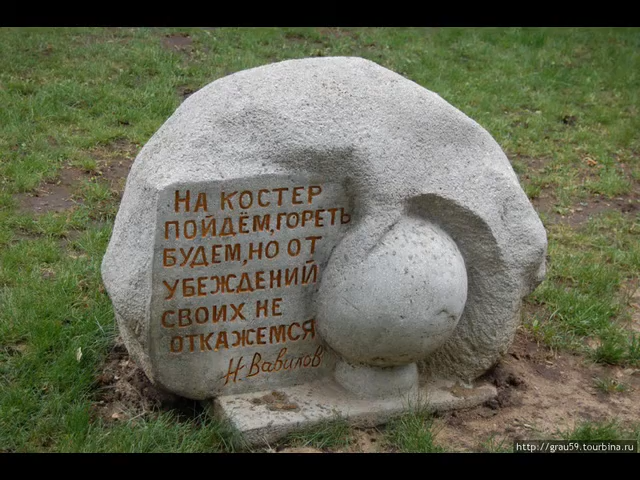 На костер
пойдём, гореть
будем, но от
убеждений
своих не
откажемся
Н. Вавилов
http://grau59.tourbina.ru